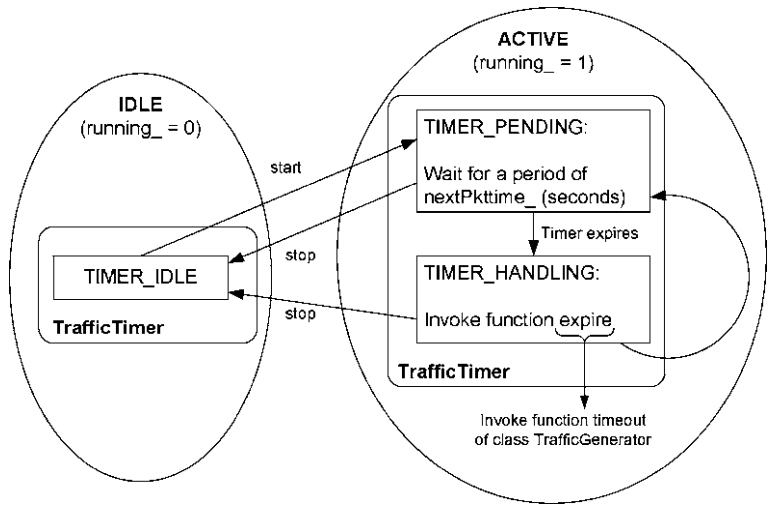 ACTIVE
(running_ = 1)
IDLE
(running_ = 0)
TIMER_PENDING:
Wait for a period of
nextPkttime_ (seconds)
start
Timer expires
stop
TIMER_IDLE
TIMER_HANDLING:
stop
Invoke function expire
TrafficTimer
TrafficTimer
Invoke function timeout
of class TrafficGenerator